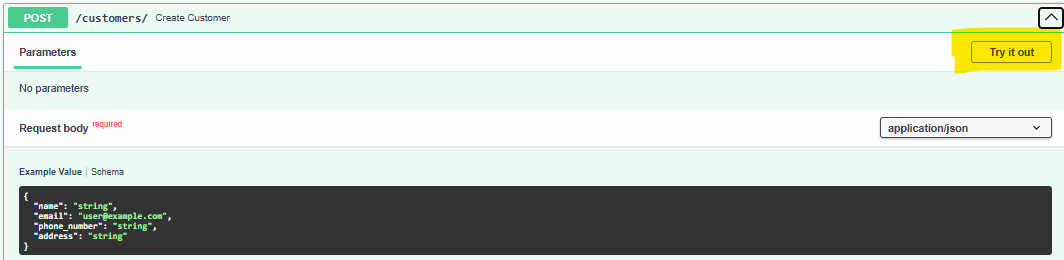 POST /customers/ Create Customer
Parameters Try it out
No parameters
Request body required application/json
Example Value | Schema
{
  "name": "string",
  "email": "user@example.com",
  "phone_number": "string",
  "address": "string"
}